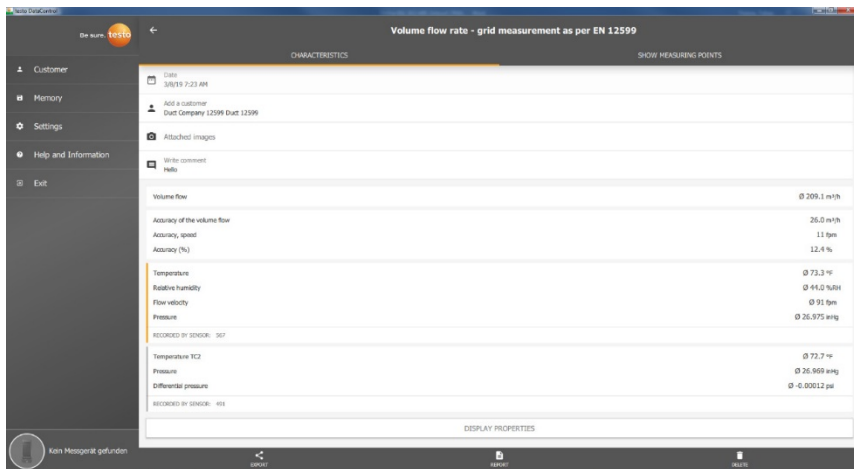 testo DataControl
Be sure. testo
Customer
Memory
Settings
Help and Information
Exit
Kein Messgerät gefunden
Volume flow rate - grid measurement as per EN 12599
CHARACTERISTICS SHOW MEASURING POINTS
Date
3/8/19 7:23 AM
Add a customer
Duct Company 12599 Duct 12599
Attached images
Write comment
Hello
Volume flow Ø 209.1 m³/h
Accuracy of the volume flow 26.0 m³/h
Accuracy, speed 11 fpm
Accuracy (%) 12.4 %
Temperature Ø 73.3 °F
Relative humidity Ø 44.0 %RH
Flow velocity Ø 91 fpm
Pressure Ø 26.975 inHg
RECORDED BY SENSOR: 507
Temperature TC2 Ø 72.7 °F
Pressure Ø 26.969 inHg
Differential pressure Ø -0.00012 psi
RECORDED BY SENSOR: 491
DISPLAY PROPERTIES
EXPORT REPORT DELETE